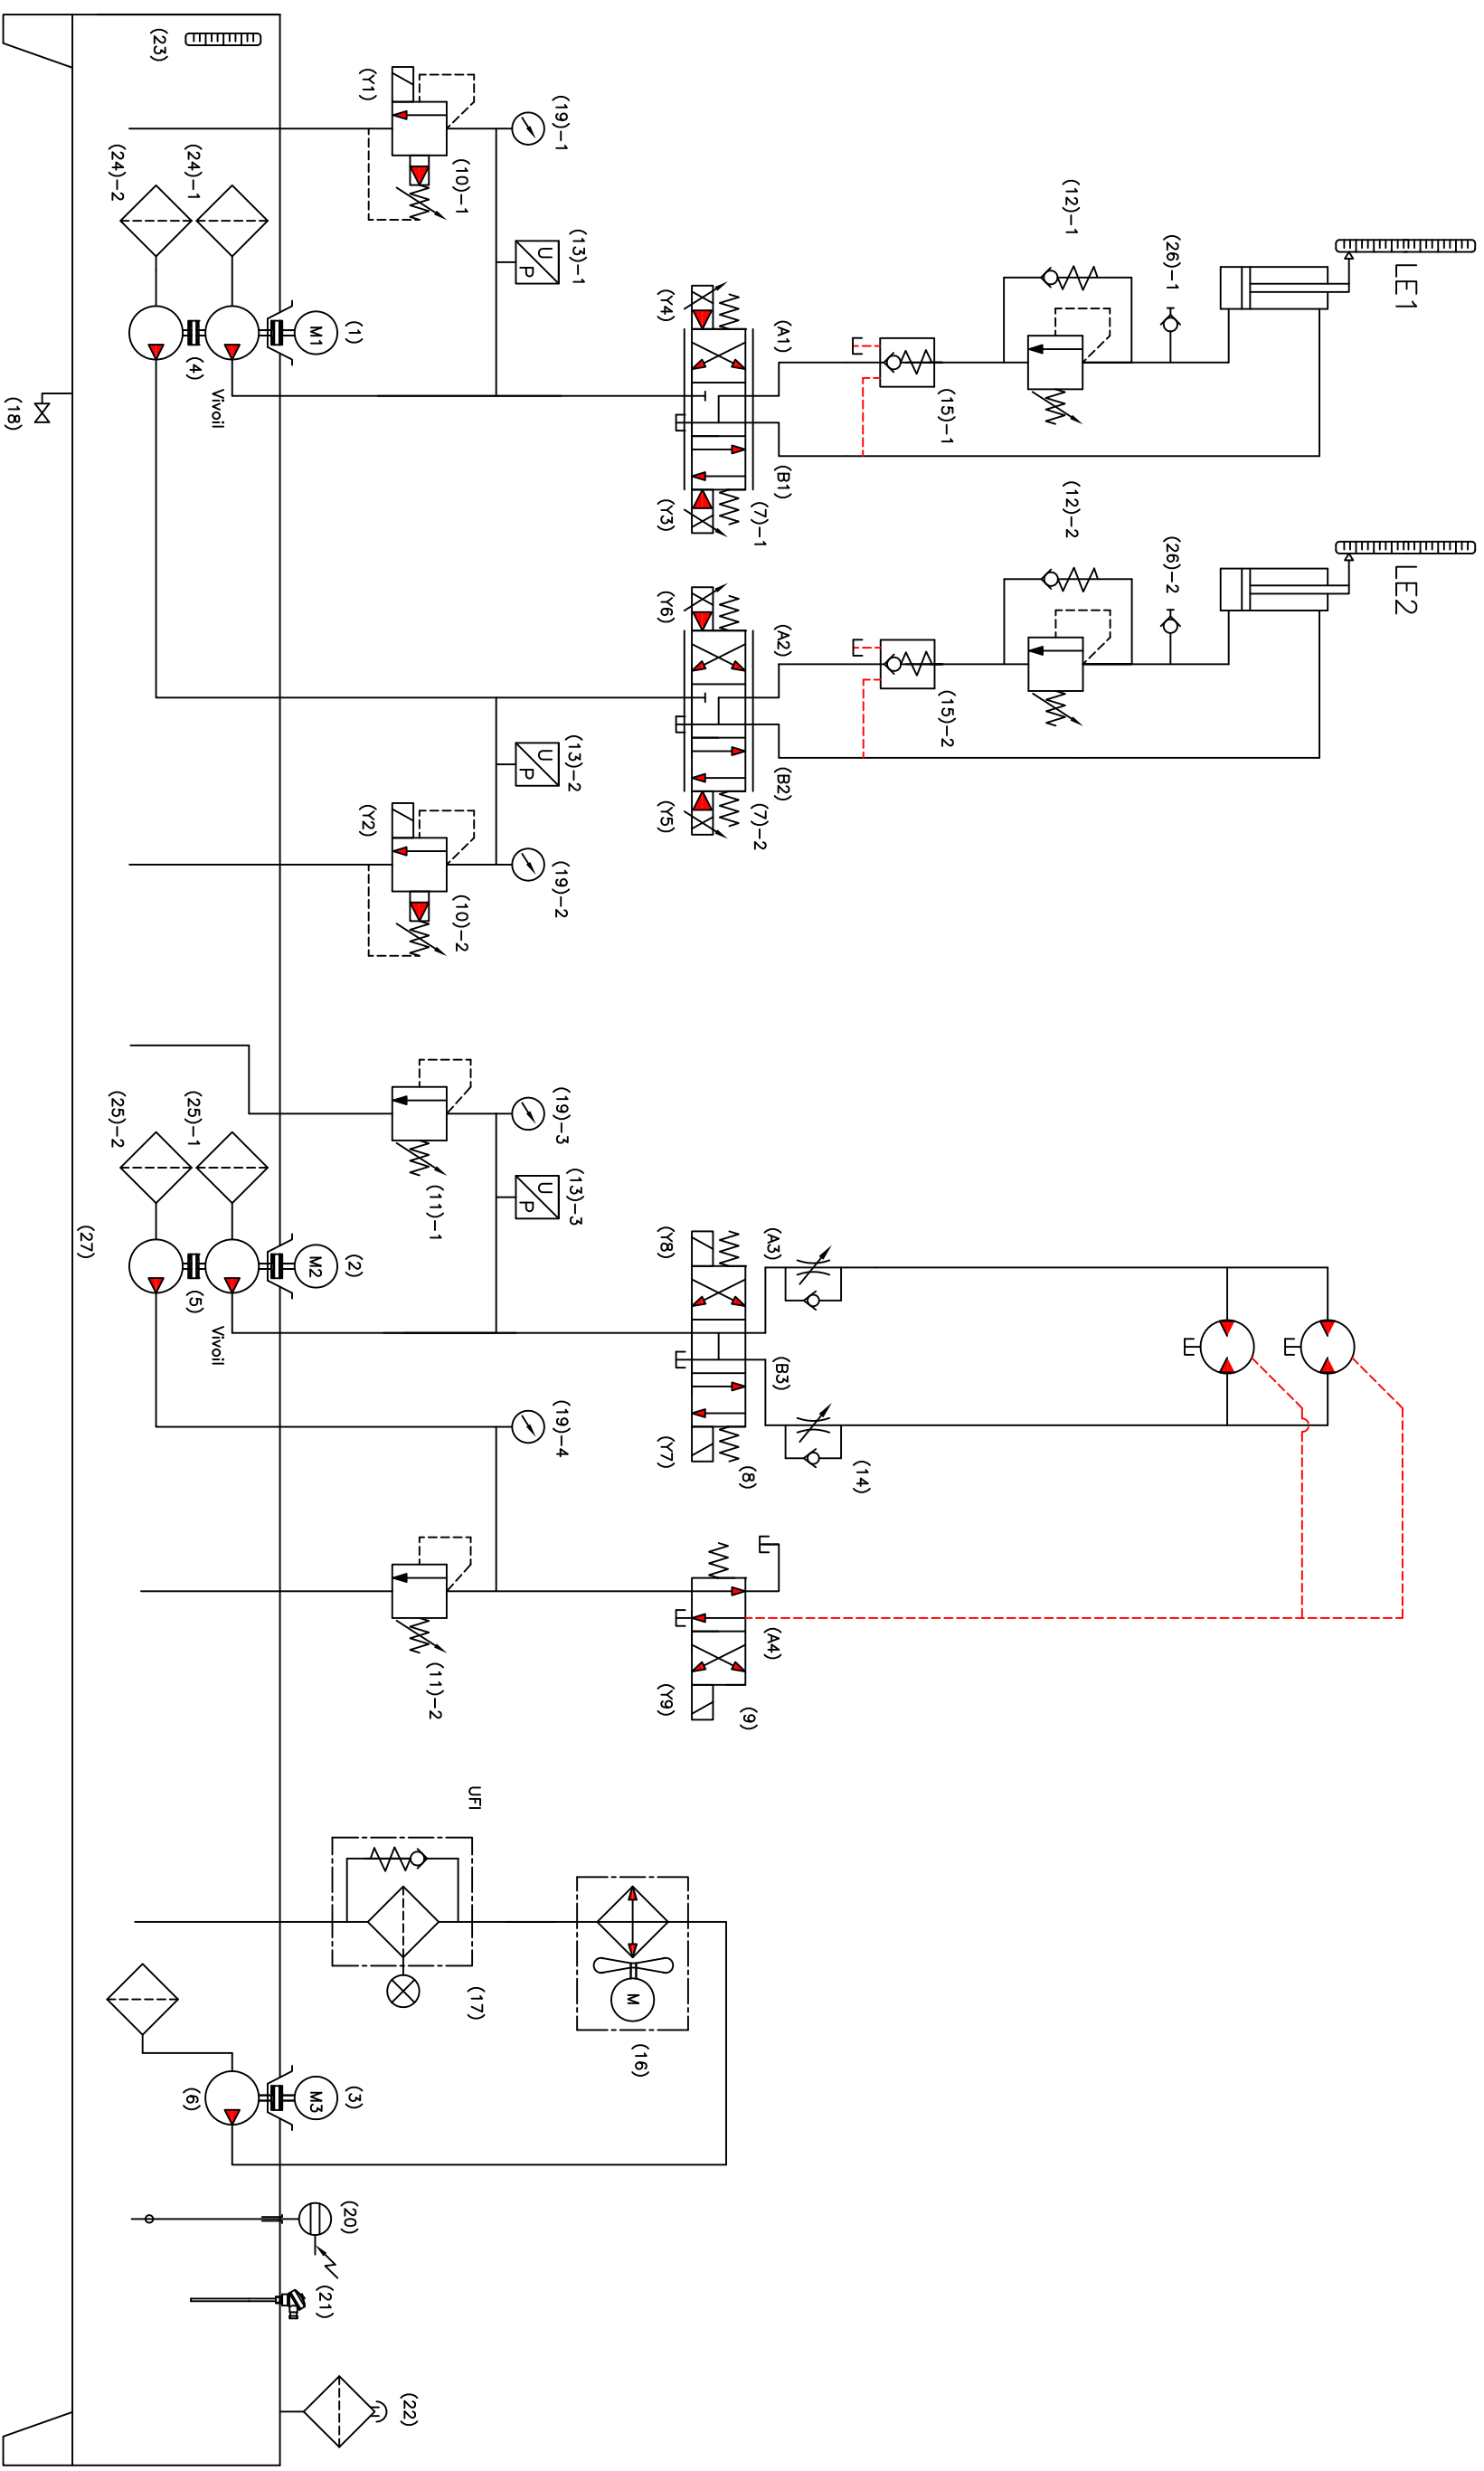 LE1
LE2
(26)-1
(26)-2
(12)-1
(12)-2
(15)-1
(15)-2
(14)
(A1)
(B1)
(7)-1
(A2)
(B2)
(7)-2
(A3)
(B3)
(8)
(A4)
(9)
(Y4)
(Y3)
(Y6)
(Y5)
(Y8)
(Y7)
(Y9)
(16)
M
(19)-1
(13)-1
U
P
(13)-2
U
P
(19)-2
(19)-3
(13)-3
U
P
(19)-4
UFI
(17)
(10)-1
(10)-2
(11)-1
(11)-2
(Y1)
(Y2)
(22)
(1)
M1
(2)
M2
(3)
M3
(20)
(21)
(24)-1
(4)
Vivoil
(25)-1
(5)
Vivoil
(6)
(23)
(24)-2
(25)-2
(27)
(18)